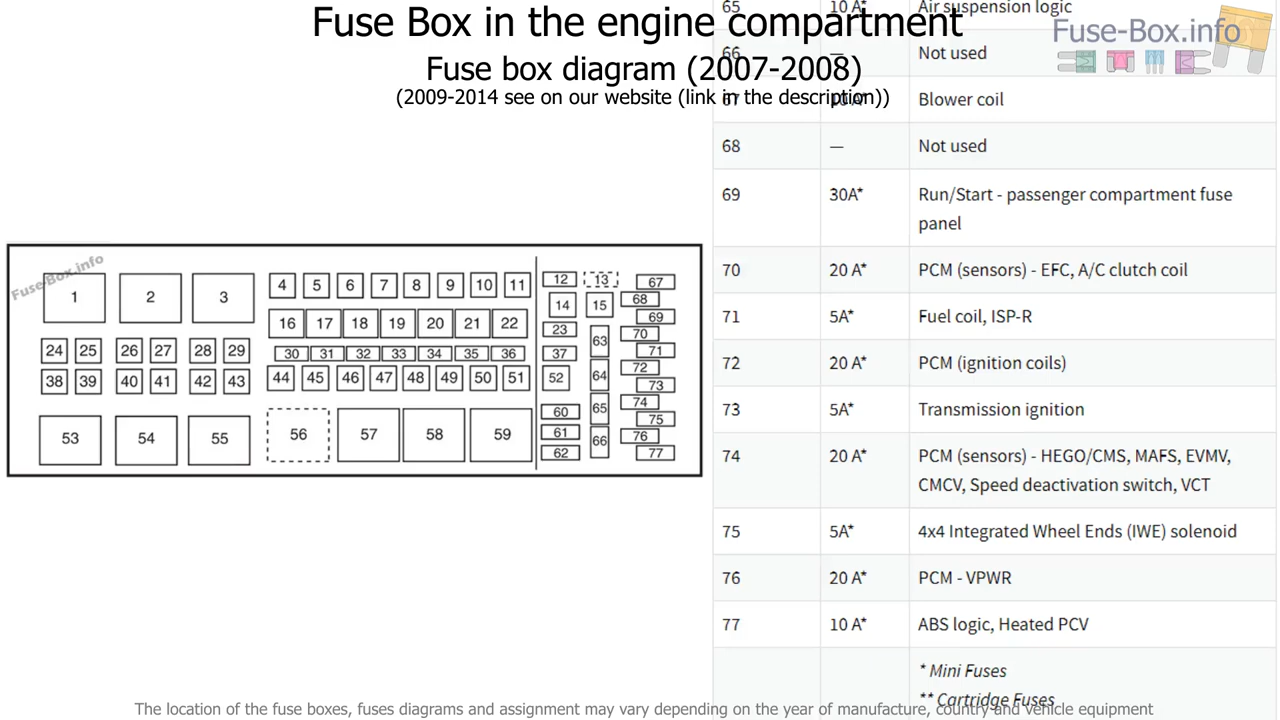 Fuse Box in the engine compartment
Fuse box diagram (2007-2008)
(2009-2014 see on our website (link in the description))
Fuse-Box.info
65 10 A* Air suspension logic
66 — Not used
67 10 A* Blower coil
68 — Not used
69 30A* Run/Start - passenger compartment fuse
panel
70 20 A* PCM (sensors) - EFC, A/C clutch coil
71 5A* Fuel coil, ISP-R
72 20 A* PCM (ignition coils)
73 5A* Transmission ignition
74 20 A* PCM (sensors) - HEGO/CMS, MAFS, EVMV,
CMCV, Speed deactivation switch, VCT
75 5A* 4x4 Integrated Wheel Ends (IWE) solenoid
76 20 A* PCM - VPWR
77 10 A* ABS logic, Heated PCV
* Mini Fuses
** Cartridge Fuses
Fuse-Box.info
1 2 3 4 5 6 7 8 9 10 11 12 13 67
14 15 68
16 17 18 19 20 21 22 23 69
63 70
24 25 26 27 28 29 30 31 32 33 34 35 36 37 71
38 39 40 41 42 43 44 45 46 47 48 49 50 51 52 64 72
73
60 65 74
75
53 54 55 56 57 58 59 61 66 76
62 77
The location of the fuse boxes, fuses diagrams and assignment may vary depending on the year of manufacture, country and vehicle equipment